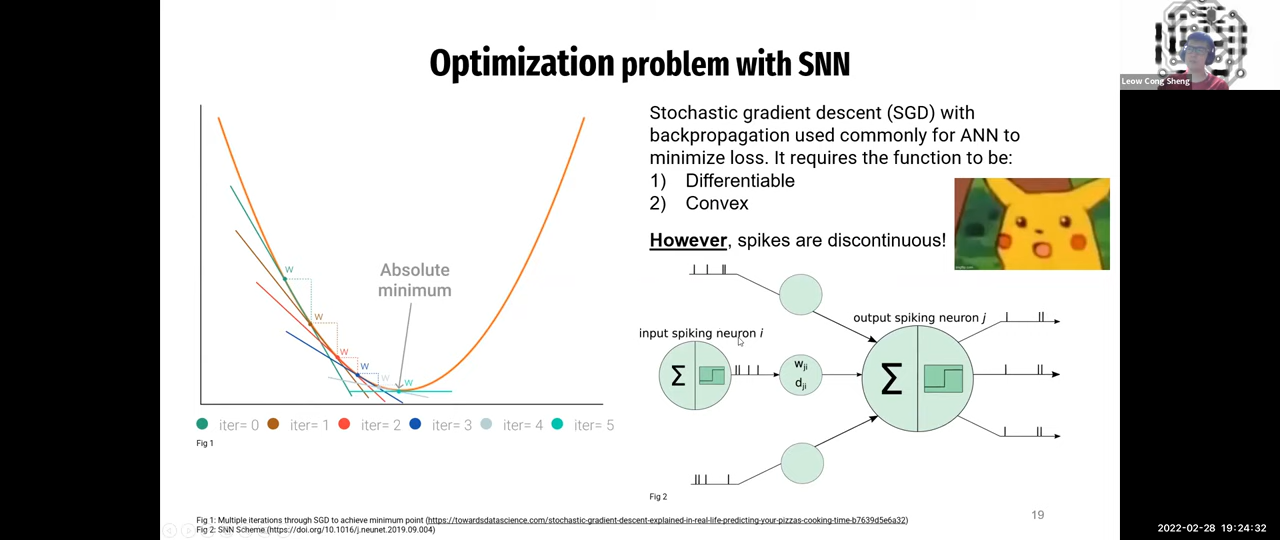 Optimization problem with SNN
Leow Cong Sheng
Stochastic gradient descent (SGD) with
backpropagation used commonly for ANN to
minimize loss. It requires the function to be:
1) Differentiable
2) Convex
However, spikes are discontinuous!
Absolute
minimum
w
w
w
w
w
w
iter= 0 iter= 1 iter= 2 iter= 3 iter= 4 iter= 5
Fig 1
input spiking neuron i
output spiking neuron j
Σ
wji
dji
Σ
Fig 2
Fig 1: Multiple iterations through SGD to achieve minimum point (https://towardsdatascience.com/stochastic-gradient-descent-explained-in-real-life-predicting-your-pizzas-cooking-time-b7639d5e6a32)
Fig 2: SNN Scheme (https://doi.org/10.1016/j.neunet.2019.09.004)
19
2022-02-28 19:24:32